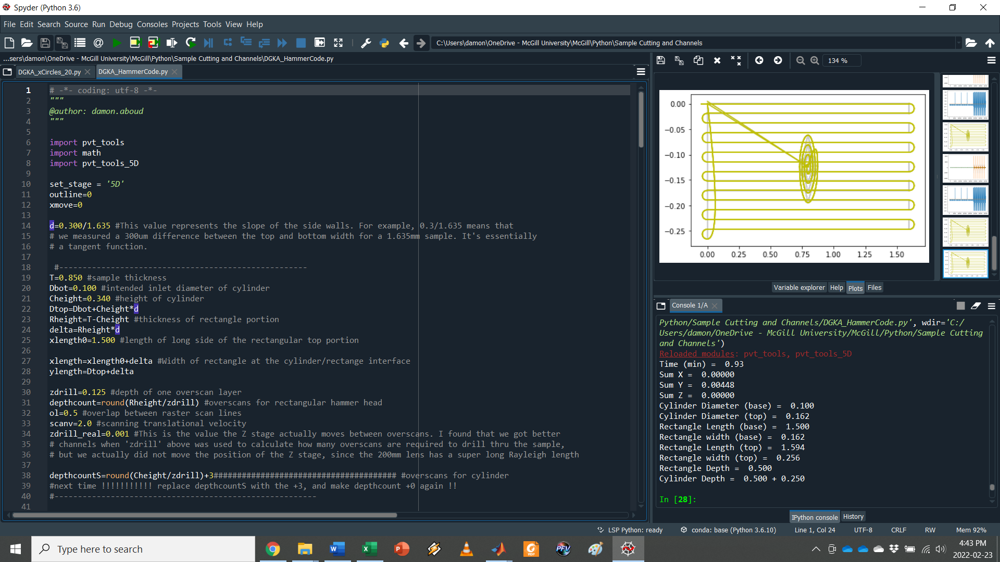 Spyder (Python 3.6)
File Edit Search Source Run Debug Consoles Projects Tools View Help
C:\Users\damon\OneDrive - McGill University\McGill\Python\Sample Cutting and Channels
...sers\damon\OneDrive - McGill University\McGill\Python\Sample Cutting and Channels\DGKA_HammerCode.py
DGKA_xCircles_20.py
DGKA_HammerCode.py
1 # -*- coding: utf-8 -*-
2 """
3 @author: damon.aboud
4 """
5
6 import pvt_tools
7 import math
8 import pvt_tools_5D
9
10 set_stage = '5D'
11 outline=0
12 xmove=0
13
14 d=0.300/1.635 #This value represents the slope of the side walls. For example, 0.3/1.635 means that
15 # we measured a 300um difference between the top and bottom width for a 1.635mm sample. It's essentially
16 # a tangent function.
17
18 #-----------------------------------------------------
19 T=0.850 #sample thickness
20 Dbot=0.100 #intended inlet diameter of cylinder
21 Cheight=0.340 #height of cylinder
22 Dtop=Dbot+Cheight*d
23 Rheight=T-Cheight #thickness of rectangle portion
24 delta=Rheight*d
25 xlength0=1.500 #length of long side of the rectangular top portion
26
27 xlength=xlength0+delta #Width of rectangle at the cylinder/rectange interface
28 ylength=Dtop+delta
29
30 zdrill=0.125 #depth of one overscan layer
31 depthcount=round(Rheight/zdrill) #overscans for rectangular hammer head
32 ol=0.5 #overlap between raster scan lines
33 scanv=2.0 #scanning translational velocity
34 zdrill_real=0.001 #This is the value the Z stage actually moves between overscans. I found that we got better
35 # channels when 'zdrill' above was used to calculate how many overscans are required to drill thru the sample,
36 # but we actually did not move the position of the Z stage, since the 200mm lens has a super long Rayleigh length
37
38 depthcountS=round(Cheight/zdrill)+3####################################### #overscans for cylinder
39 #next time !!!!!!!!!!! replace depthcountS with the +3, and make depthcount +0 again !!
40 #--------------------------------------------------------
41
134 %
0.00
−0.05
−0.10
−0.15
−0.20
−0.25
0.00 0.25 0.50 0.75 1.00 1.25 1.50
Variable explorer Help Plots Files
Console 1/A
Python/Sample Cutting and Channels/DGKA_HammerCode.py', wdir='C:/
Users/damon/OneDrive - McGill University/McGill/Python/Sample Cutting
and Channels')
Reloaded modules: pvt_tools, pvt_tools_5D
Time (min) =  0.93
Sum X =  0.00000
Sum Y =  0.00448
Sum Z =  0.00000
Cylinder Diameter (base) =  0.100
Cylinder Diameter (top) =  0.162
Rectangle Length (base) =  1.500
Rectangle width (base) =  0.162
Rectangle Length (top) =  1.594
Rectangle width (top) =  0.256
Rectangle Depth =  0.500
Cylinder Depth =  0.500 + 0.250
In [28]:
IPython console History
LSP Python: ready conda: base (Python 3.6.10) Line 1, Col 24 UTF-8 CRLF RW Mem 92%
Type here to search
4:43 PM
2022-02-23